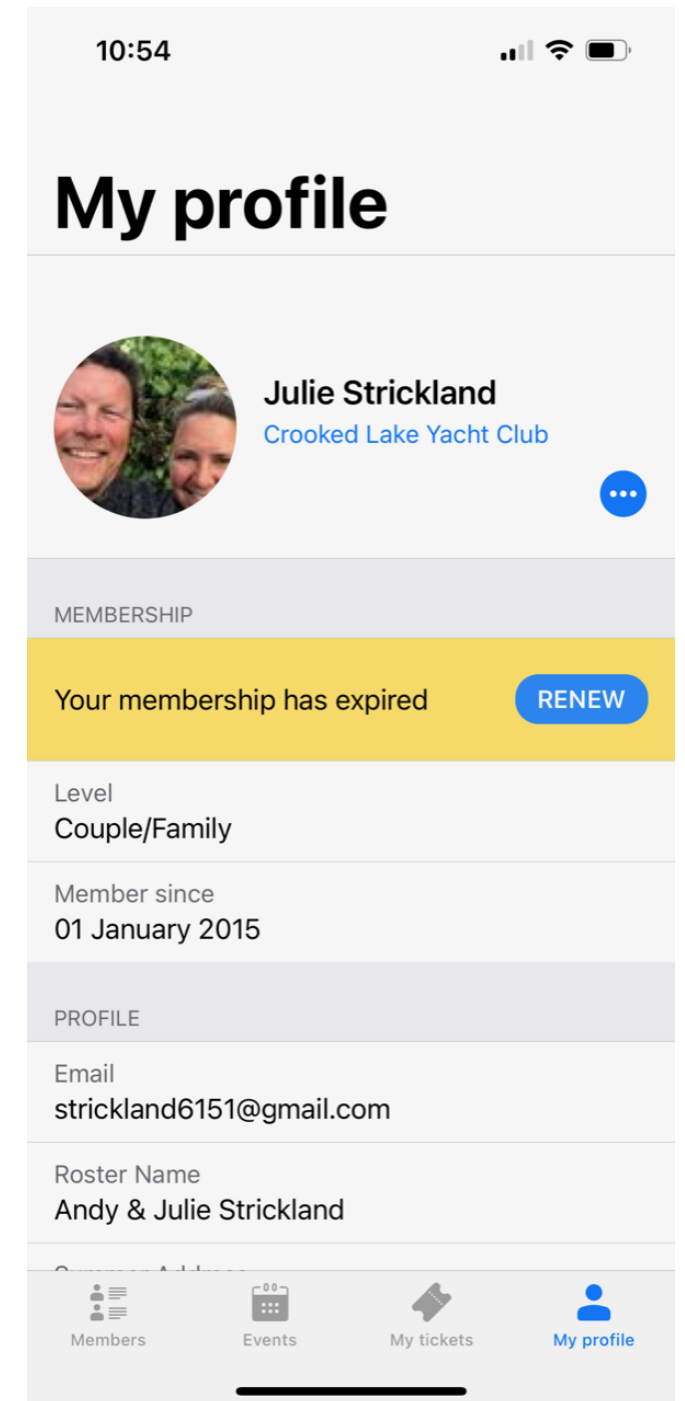 10:54
My profile
Julie Strickland
Crooked Lake Yacht Club
MEMBERSHIP
Your membership has expired
RENEW
Level
Couple/Family
Member since
01 January 2015
PROFILE
Email
strickland6151@gmail.com
Roster Name
Andy & Julie Strickland
Members
Events
My tickets
My profile